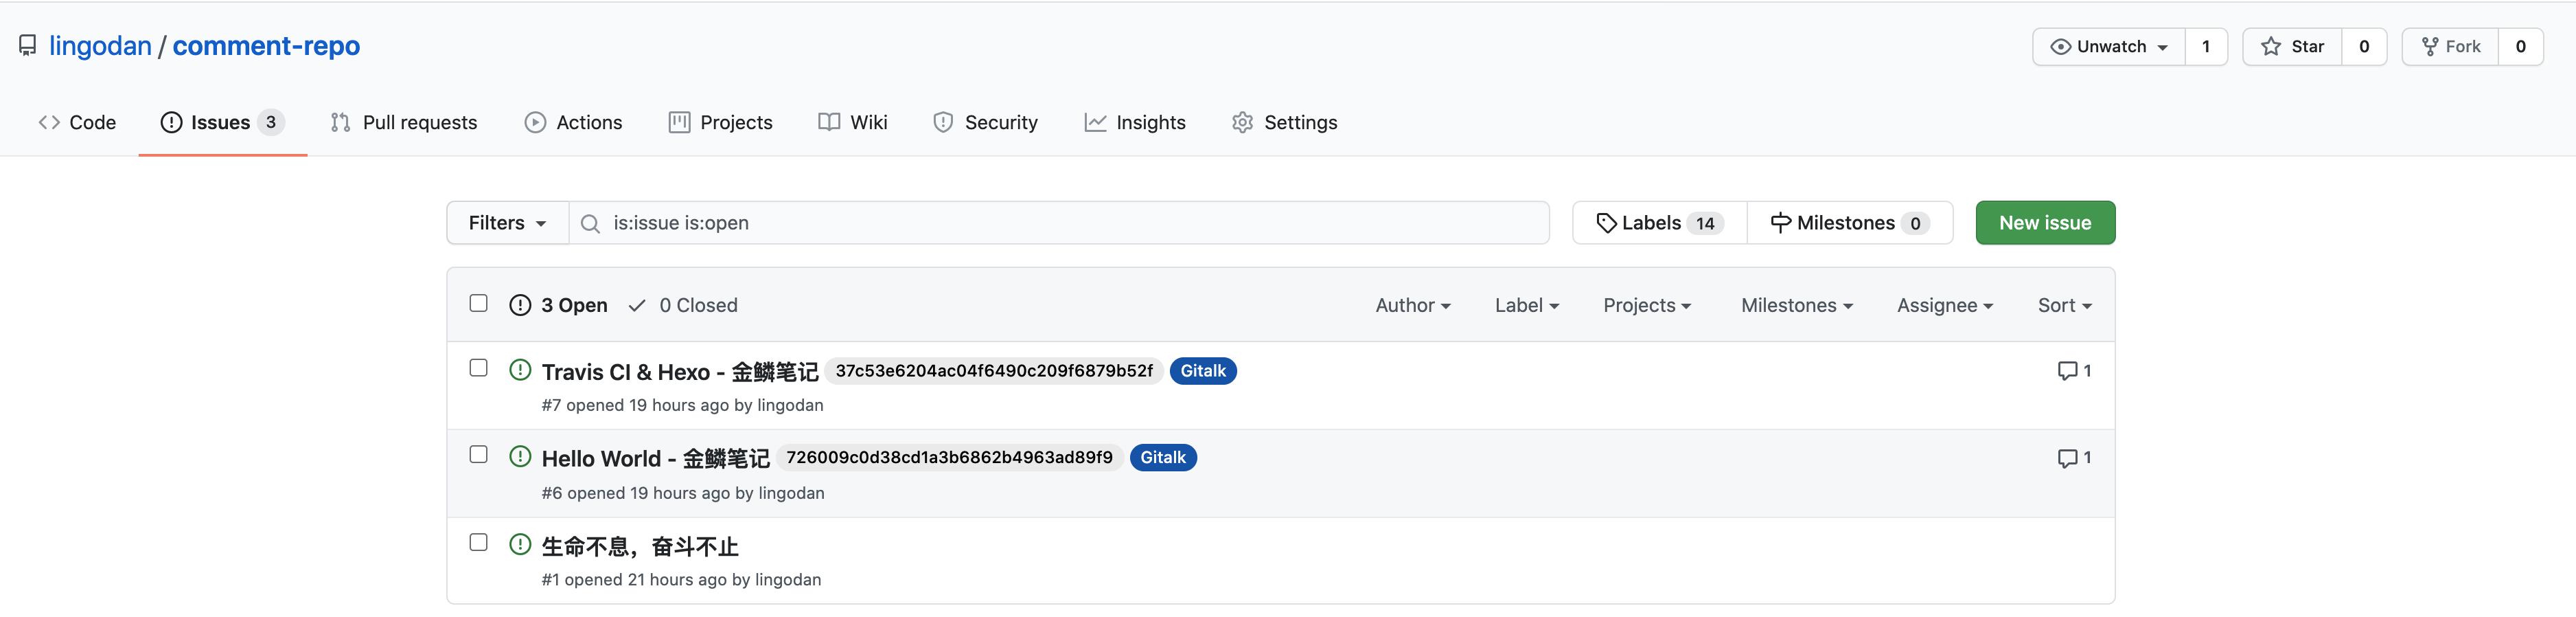 lingodan / comment-repo
Unwatch 1 Star 0 Fork 0
Code Issues 3 Pull requests Actions Projects Wiki Security Insights Settings
Filters is:issue is:open Labels 14 Milestones 0 New issue
3 Open 0 Closed Author Label Projects Milestones Assignee Sort
Travis CI & Hexo - 金鳞笔记 37c53e6204ac04f6490c209f6879b52f Gitalk 1
#7 opened 19 hours ago by lingodan
Hello World - 金鳞笔记 726009c0d38cd1a3b6862b4963ad89f9 Gitalk 1
#6 opened 19 hours ago by lingodan
生命不息，奋斗不止
#1 opened 21 hours ago by lingodan